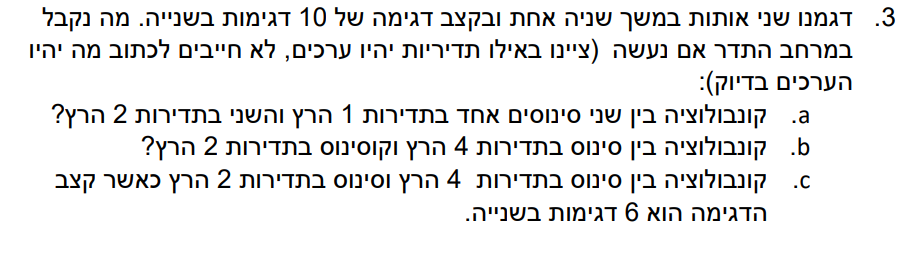 3. דגמנו שני אותות במשך שניה אחת ובקצב דגימה של 10 דגימות בשנייה. מה נקבל
במרחב התדר אם נעשה (ציינו באילו תדיריות יהיו ערכים, לא חייבים לכתוב מה יהיו
הערכים בדיוק):
a. קונבולוציה בין שני סינוסים אחד בתדירות 1 הרץ והשני בתדירות 2 הרץ?
b. קונבולוציה בין סינוס בתדירות 4 הרץ וקוסינוס בתדירות 2 הרץ?
c. קונבולוציה בין סינוס בתדירות 4 הרץ וסינוס בתדירות 2 הרץ כאשר קצב
הדגימה הוא 6 דגימות בשנייה.